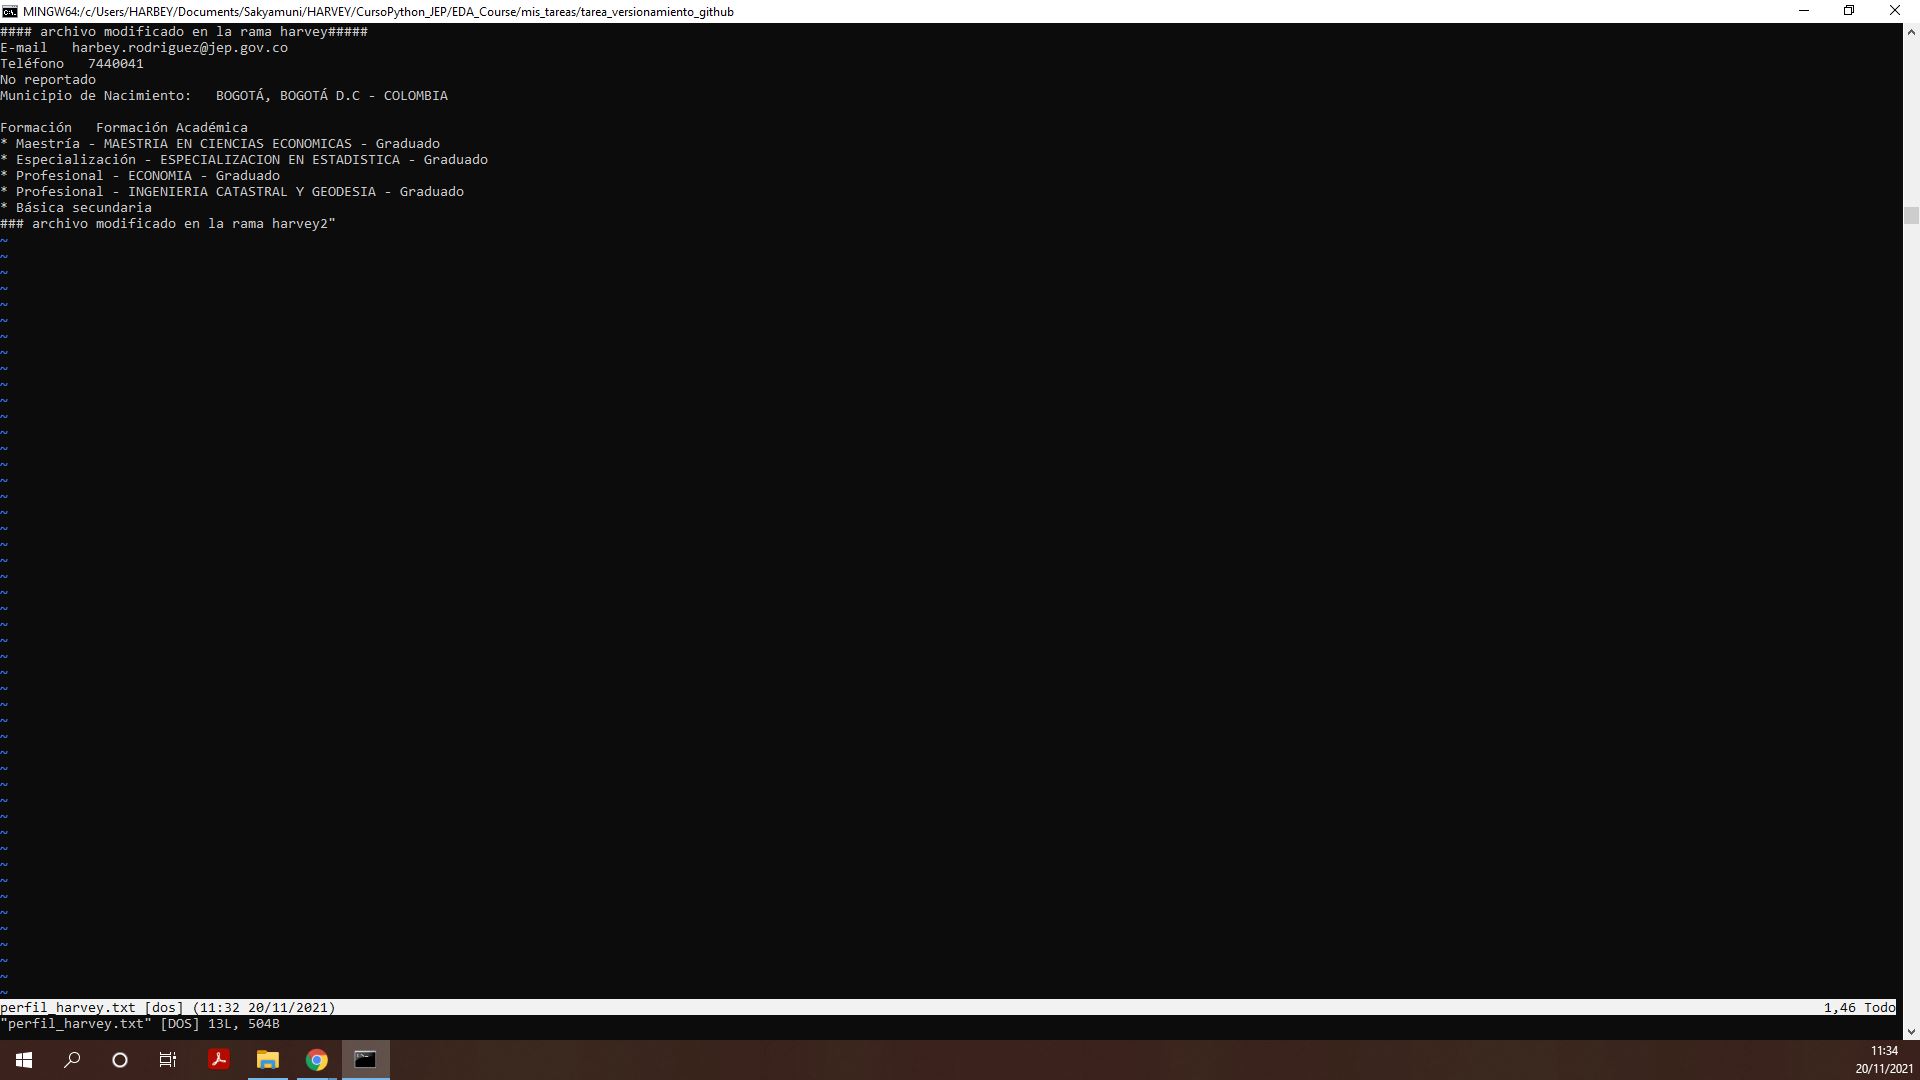 MINGW64:/c/Users/HARBEY/Documents/Sakyamuni/HARVEY/CursoPython_JEP/EDA_Course/mis_tareas/tarea_versionamiento_github
#### archivo modificado en la rama harvey#####
E-mail   harbey.rodriguez@jep.gov.co
Teléfono   7440041
No reportado
Municipio de Nacimiento:   BOGOTÁ, BOGOTÁ D.C - COLOMBIA
Formación   Formación Académica
* Maestría - MAESTRIA EN CIENCIAS ECONOMICAS - Graduado
* Especialización - ESPECIALIZACION EN ESTADISTICA - Graduado
* Profesional - ECONOMIA - Graduado
* Profesional - INGENIERIA CATASTRAL Y GEODESIA - Graduado
* Básica secundaria
### archivo modificado en la rama harvey2"
perfil_harvey.txt [dos] (11:32 20/11/2021) 1,46 Todo
"perfil_harvey.txt" [DOS] 13L, 504B
11:34
20/11/2021